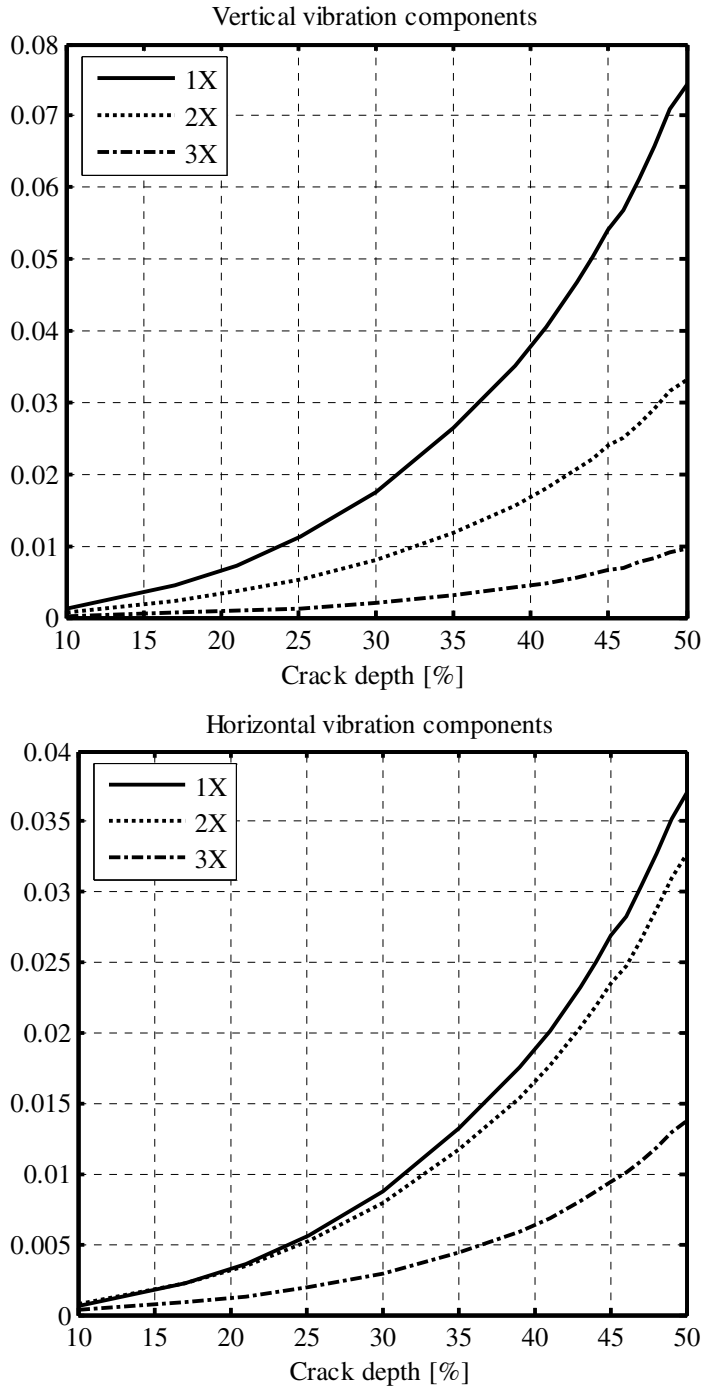 Vertical vibration components
0.08
0.07
0.06
0.05
0.04
0.03
0.02
0.01
0
1X
2X
3X
10 15 20 25 30 35 40 45 50
Crack depth [%]
Horizontal vibration components
0.04
0.035
0.03
0.025
0.02
0.015
0.01
0.005
0
1X
2X
3X
10 15 20 25 30 35 40 45 50
Crack depth [%]